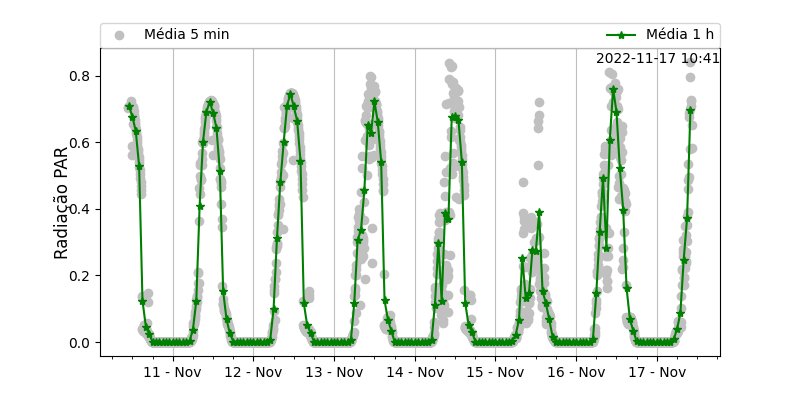 Média 5 min
Média 1 h
2022-11-17 10:41
Radiação PAR
0.8
0.6
0.4
0.2
0.0
11 - Nov
12 - Nov
13 - Nov
14 - Nov
15 - Nov
16 - Nov
17 - Nov